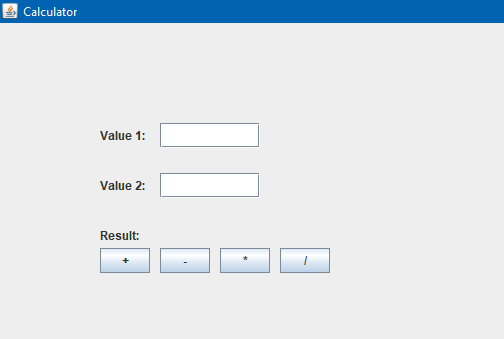 Calculator
Value 1:
Value 2:
Result:
+ - * /